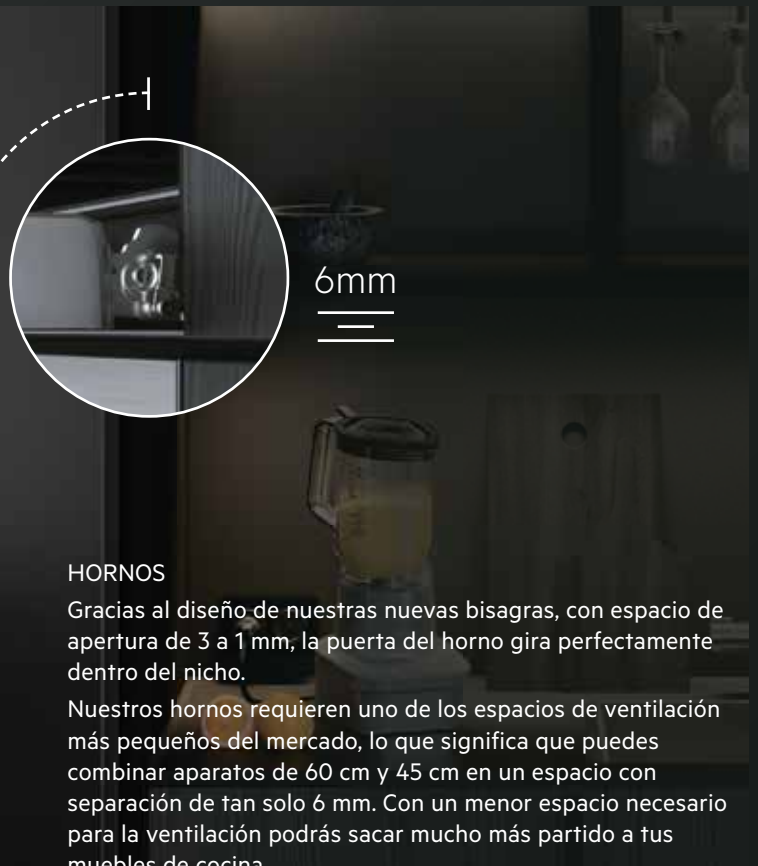 6mm
HORNOS
Gracias al diseño de nuestras nuevas bisagras, con espacio de
apertura de 3 a 1 mm, la puerta del horno gira perfectamente
dentro del nicho.
Nuestros hornos requieren uno de los espacios de ventilación
más pequeños del mercado, lo que significa que puedes
combinar aparatos de 60 cm y 45 cm en un espacio con
separación de tan solo 6 mm. Con un menor espacio necesario
para la ventilación podrás sacar mucho más partido a tus
muebles de cocina